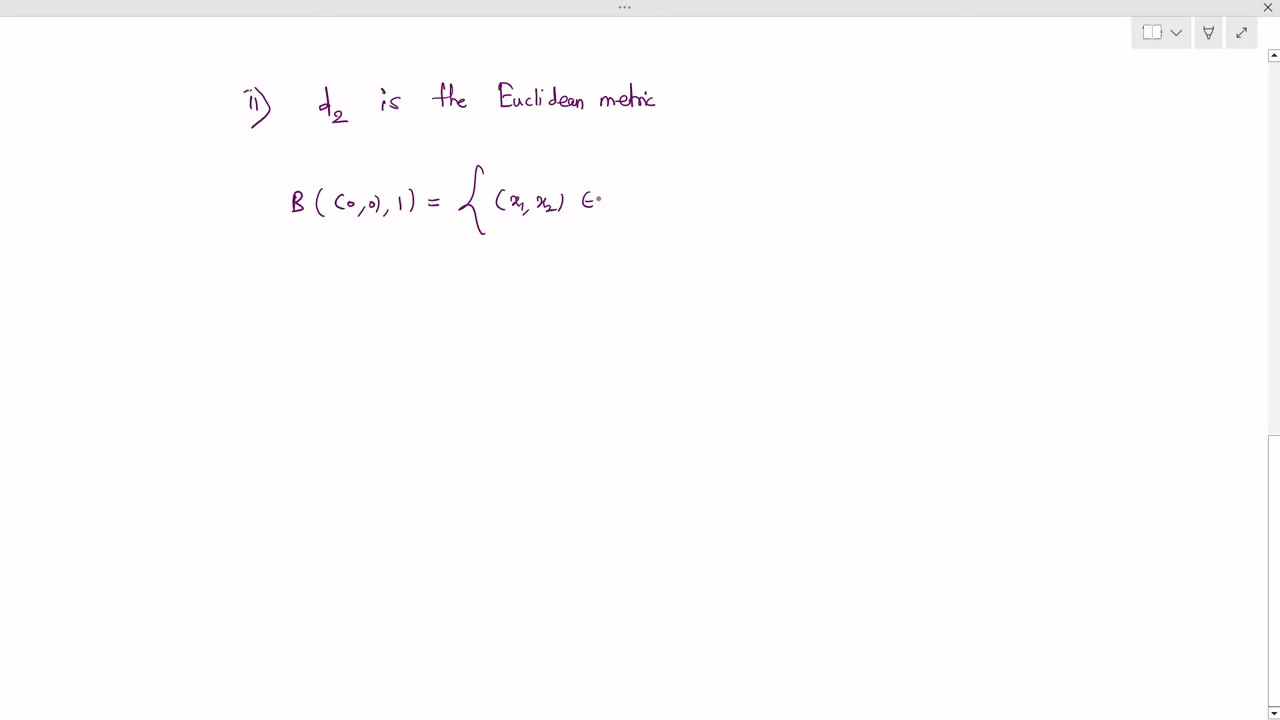 ii) d₂ is the Euclidean metric
B((0,0),1) = { (x₁, x₂) ∈